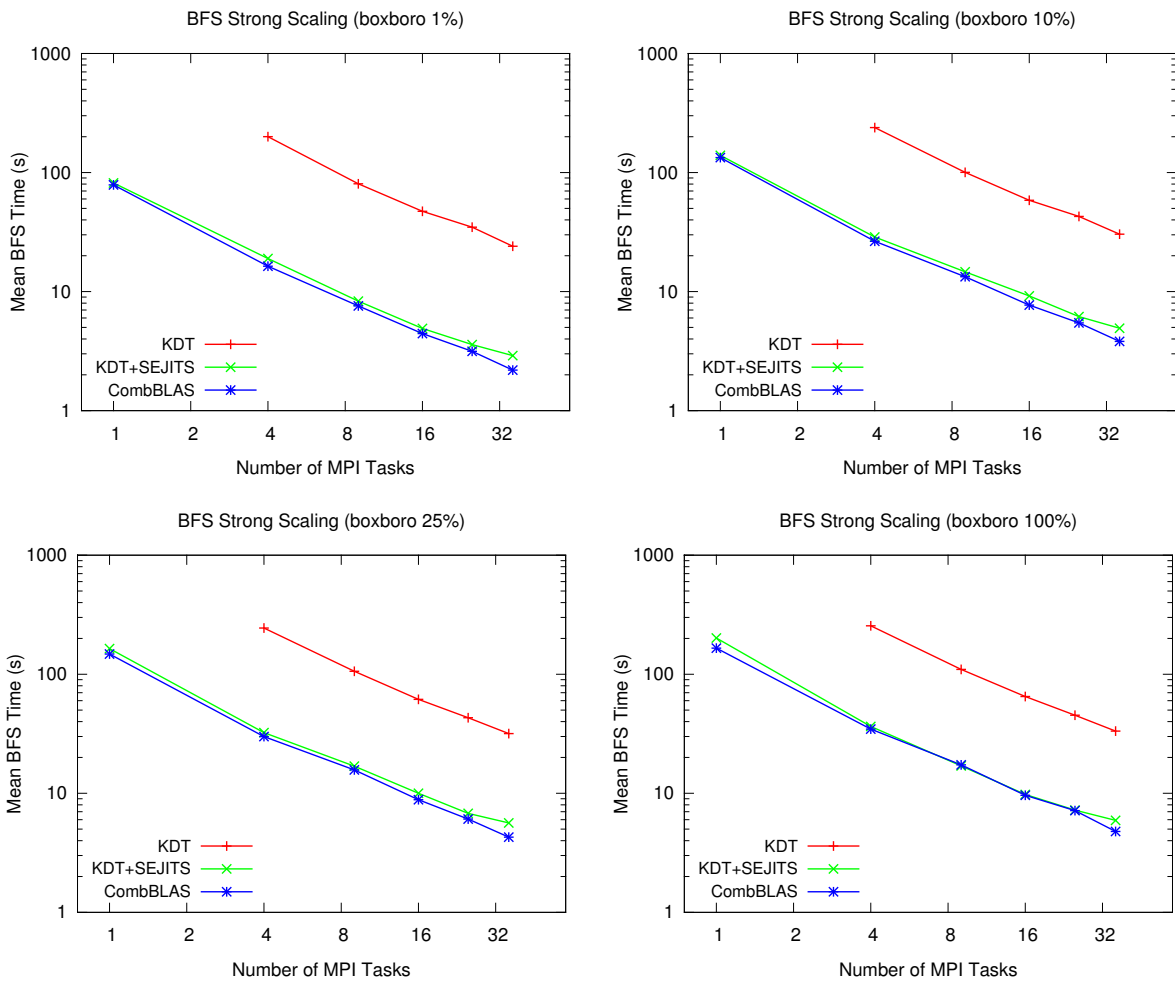 BFS Strong Scaling (boxboro 1%)
1000
100
10
1
Mean BFS Time (s)
KDT
KDT+SEJITS
CombBLAS
1 2 4 8 16 32
Number of MPI Tasks
BFS Strong Scaling (boxboro 10%)
1000
100
10
1
Mean BFS Time (s)
KDT
KDT+SEJITS
CombBLAS
1 2 4 8 16 32
Number of MPI Tasks
BFS Strong Scaling (boxboro 25%)
1000
100
10
1
Mean BFS Time (s)
KDT
KDT+SEJITS
CombBLAS
1 2 4 8 16 32
Number of MPI Tasks
BFS Strong Scaling (boxboro 100%)
1000
100
10
1
Mean BFS Time (s)
KDT
KDT+SEJITS
CombBLAS
1 2 4 8 16 32
Number of MPI Tasks